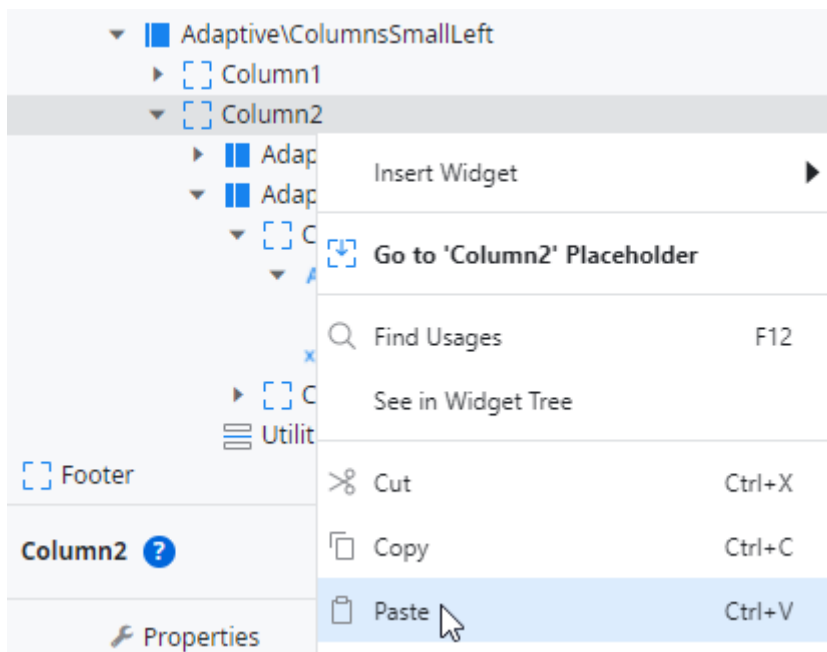 Adaptive\ColumnsSmallLeft
Column1
Column2
Adap
Insert Widget
Adap
C
Go to 'Column2' Placeholder
A
Find Usages F12
x
C
See in Widget Tree
Utilit
Footer
Cut Ctrl+X
Column2 ?
Copy Ctrl+C
Paste Ctrl+V
Properties